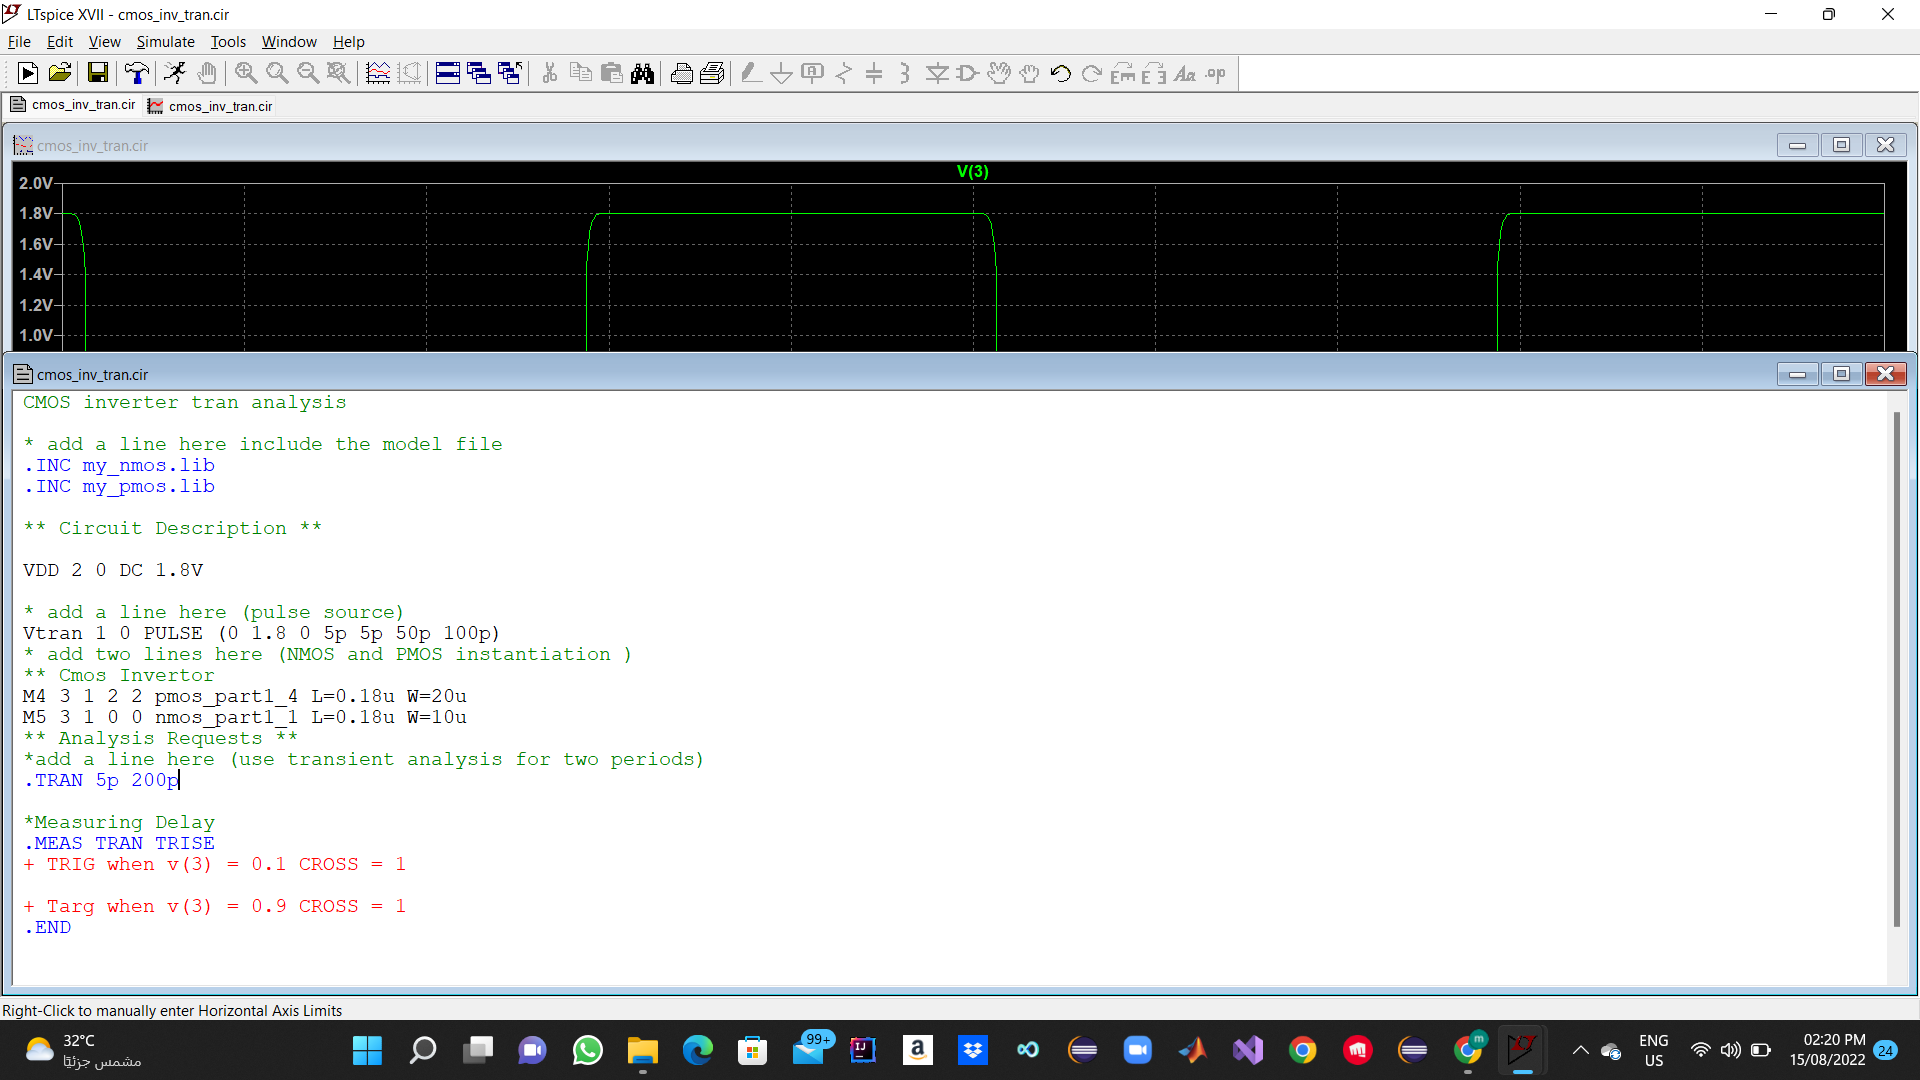 LTspice XVII - cmos_inv_tran.cir
File Edit View Simulate Tools Window Help
cmos_inv_tran.cir cmos_inv_tran.cir
cmos_inv_tran.cir
V(3)
2.0V
1.8V
1.6V
1.4V
1.2V
1.0V
cmos_inv_tran.cir
CMOS inverter tran analysis
* add a line here include the model file
.INC my_nmos.lib
.INC my_pmos.lib
** Circuit Description **
VDD 2 0 DC 1.8V
* add a line here (pulse source)
Vtran 1 0 PULSE (0 1.8 0 5p 5p 50p 100p)
* add two lines here (NMOS and PMOS instantiation )
** Cmos Invertor
M4 3 1 2 2 pmos_part1_4 L=0.18u W=20u
M5 3 1 0 0 nmos_part1_1 L=0.18u W=10u
** Analysis Requests **
*add a line here (use transient analysis for two periods)
.TRAN 5p 200p
*Measuring Delay
.MEAS TRAN TRISE
+ TRIG when v(3) = 0.1 CROSS = 1
+ Targ when v(3) = 0.9 CROSS = 1
.END
Right-Click to manually enter Horizontal Axis Limits
32°C
مشمس جزئيًا
99+
ENG
US
02:20 PM
15/08/2022
24